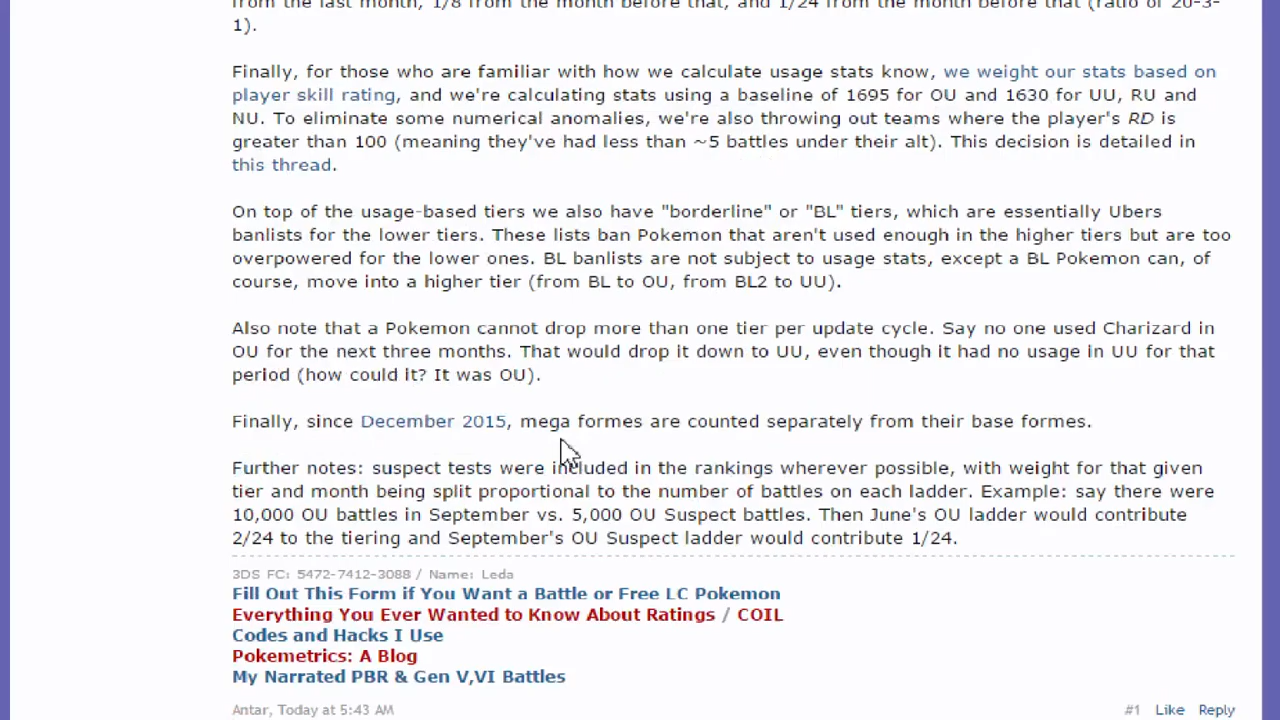 from the last month, 1/8 from the month before that, and 1/24 from the month before that (ratio of 20-3-
1).
Finally, for those who are familiar with how we calculate usage stats know, we weight our stats based on
player skill rating, and we're calculating stats using a baseline of 1695 for OU and 1630 for UU, RU and
NU. To eliminate some numerical anomalies, we're also throwing out teams where the player's RD is
greater than 100 (meaning they've had less than ~5 battles under their alt). This decision is detailed in
this thread.
On top of the usage-based tiers we also have "borderline" or "BL" tiers, which are essentially Ubers
banlists for the lower tiers. These lists ban Pokemon that aren't used enough in the higher tiers but are too
overpowered for the lower ones. BL banlists are not subject to usage stats, except a BL Pokemon can, of
course, move into a higher tier (from BL to OU, from BL2 to UU).
Also note that a Pokemon cannot drop more than one tier per update cycle. Say no one used Charizard in
OU for the next three months. That would drop it down to UU, even though it had no usage in UU for that
period (how could it? It was OU).
Finally, since December 2015, mega formes are counted separately from their base formes.
Further notes: suspect tests were included in the rankings wherever possible, with weight for that given
tier and month being split proportional to the number of battles on each ladder. Example: say there were
10,000 OU battles in September vs. 5,000 OU Suspect battles. Then June's OU ladder would contribute
2/24 to the tiering and September's OU Suspect ladder would contribute 1/24.
3DS FC: 5472-7412-3088 / Name: Leda
Fill Out This Form if You Want a Battle or Free LC Pokemon
Everything You Ever Wanted to Know About Ratings / COIL
Codes and Hacks I Use
Pokemetrics: A Blog
My Narrated PBR & Gen V,VI Battles
Antar, Today at 5:43 AM #1 Like Reply